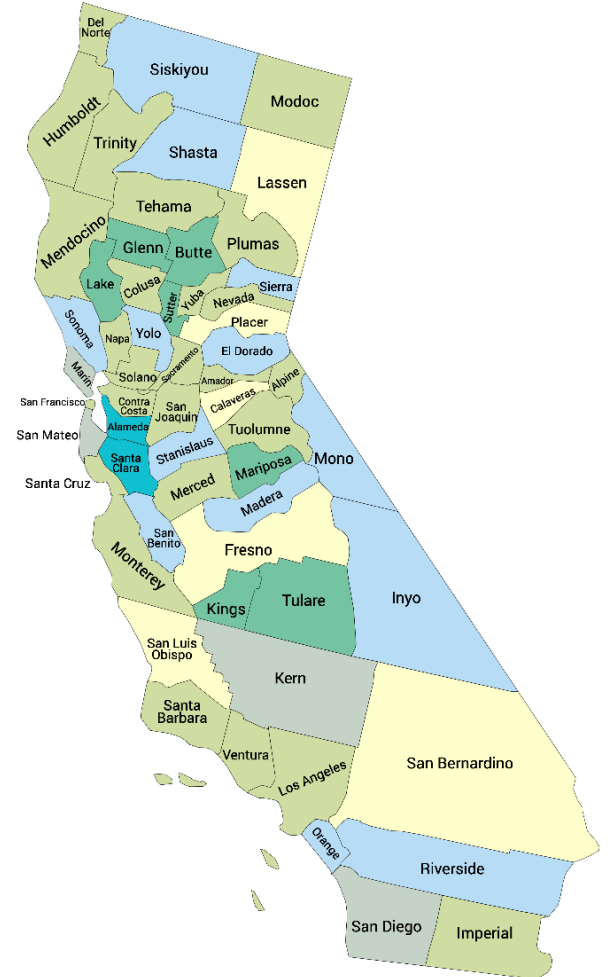 Del
Norte
Siskiyou
Modoc
Humboldt
Trinity
Shasta
Lassen
Tehama
Mendocino
Glenn
Butte
Plumas
Lake
Colusa
Sutter
Yuba
Nevada
Sierra
Placer
Sonoma
Napa
Yolo
El Dorado
Sacramento
Marin
Solano
Amador
Alpine
San Francisco
Contra
Costa
San
Joaquin
Calaveras
Alameda
Tuolumne
San Mateo
Santa
Clara
Stanislaus
Mariposa
Mono
Santa Cruz
Merced
Madera
San
Benito
Fresno
Monterey
Kings
Tulare
Inyo
San Luis
Obispo
Kern
Santa
Barbara
Ventura
Los Angeles
San Bernardino
Orange
Riverside
San Diego
Imperial